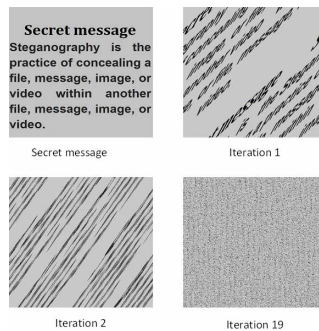 Secret message
Steganography is the
practice of concealing a
file, message, image, or
video within another
file, message, image, or
video.
Secret message
Iteration 1
Iteration 2
Iteration 19